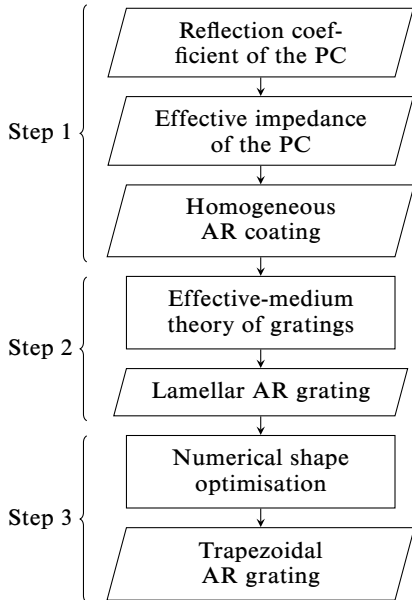 Step 1
Reflection coef-
ficient of the PC
Effective impedance
of the PC
Homogeneous
AR coating
Step 2
Effective-medium
theory of gratings
Lamellar AR grating
Step 3
Numerical shape
optimisation
Trapezoidal
AR grating